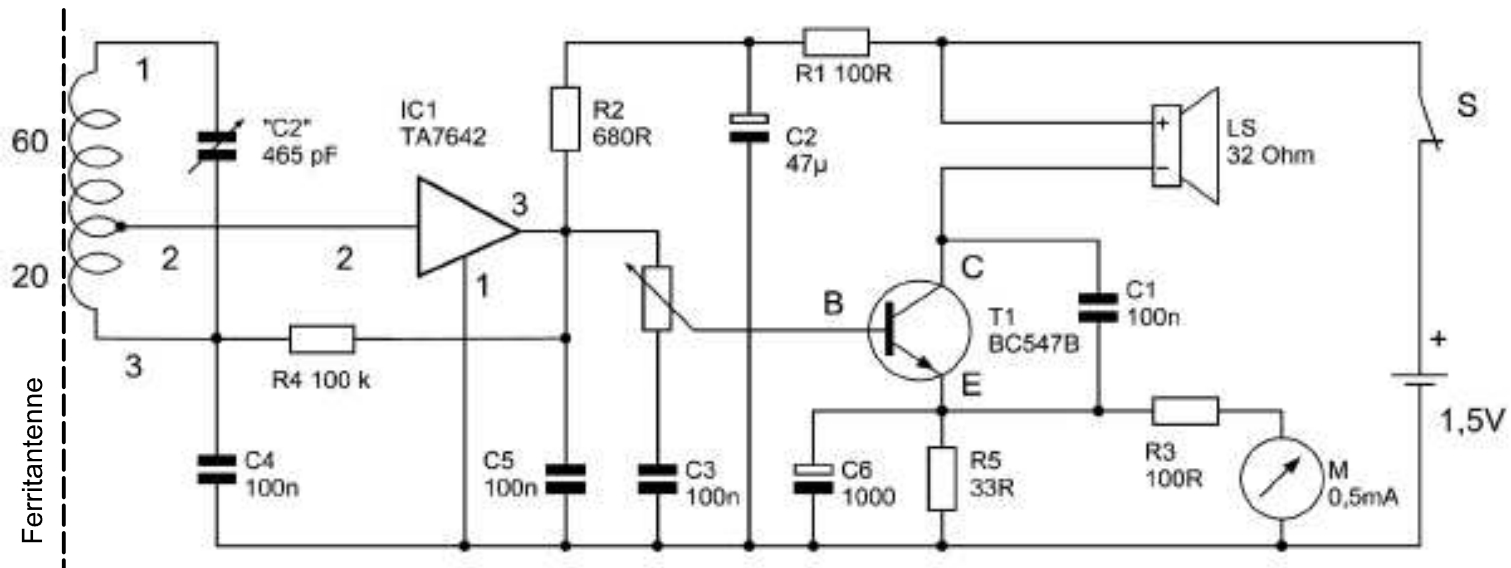 1
60
20
2
3
Ferritantenne
"C2"
465 pF
IC1
TA7642
2
3
1
R4 100 k
C4
100n
R2
680R
C5
100n
C3
100n
C2
47µ
R1 100R
LS
32 Ohm
+
−
S
B
C
E
T1
BC547B
C1
100n
C6
1000
R5
33R
R3
100R
M
0,5mA
+
1,5V